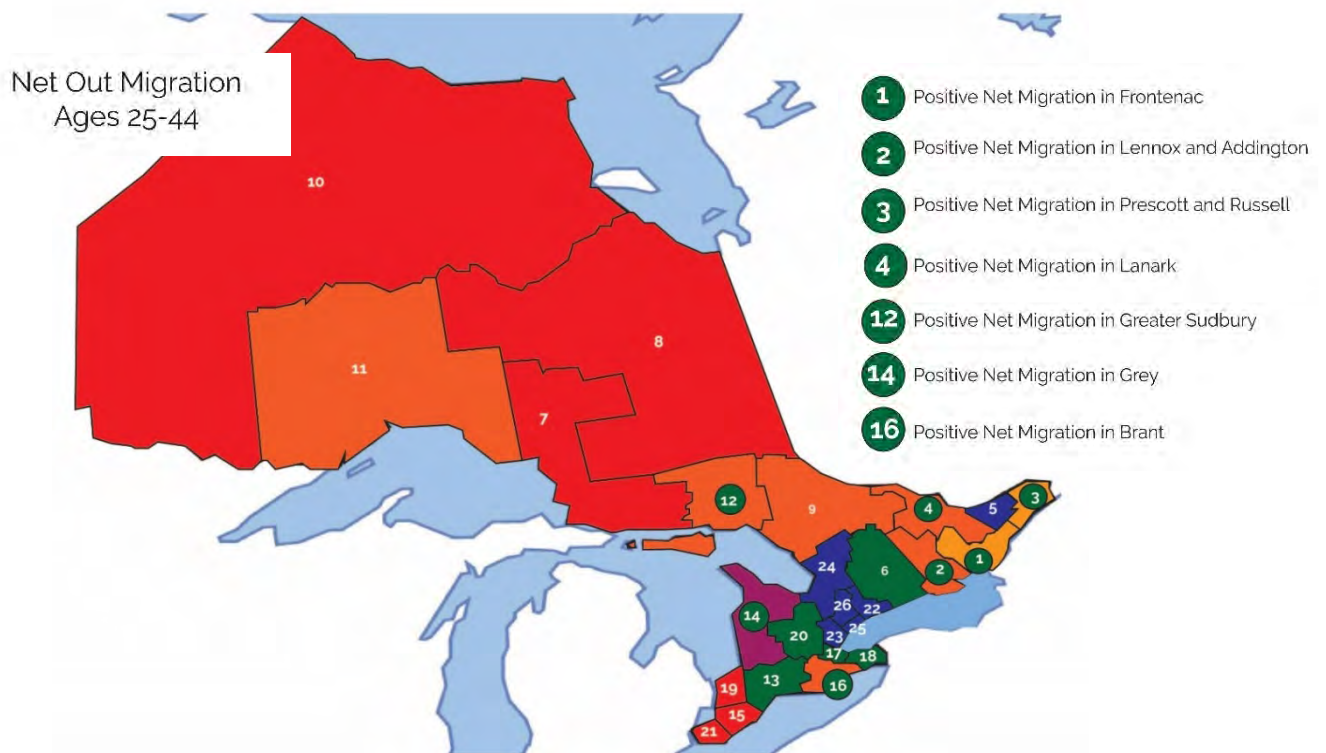 Net Out Migration
Ages 25-44
1 Positive Net Migration in Frontenac
2 Positive Net Migration in Lennox and Addington
3 Positive Net Migration in Prescott and Russell
4 Positive Net Migration in Lanark
12 Positive Net Migration in Greater Sudbury
14 Positive Net Migration in Grey
16 Positive Net Migration in Brant
10
8
11
7
12
9
4
5
3
1
2
24
6
26
22
14
20
23
25
17
18
13
16
19
15
21